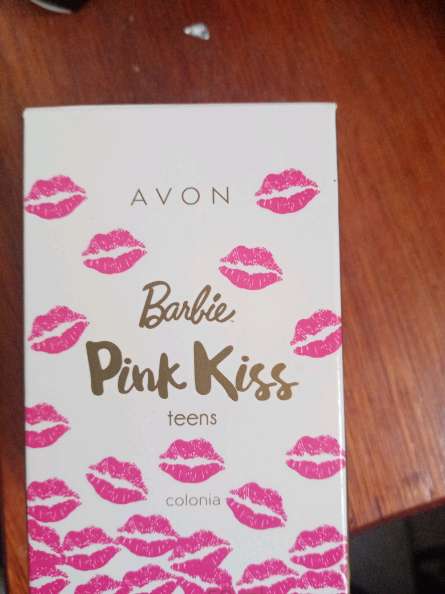 AVON
Barbie
Pink Kiss
teens
colonia